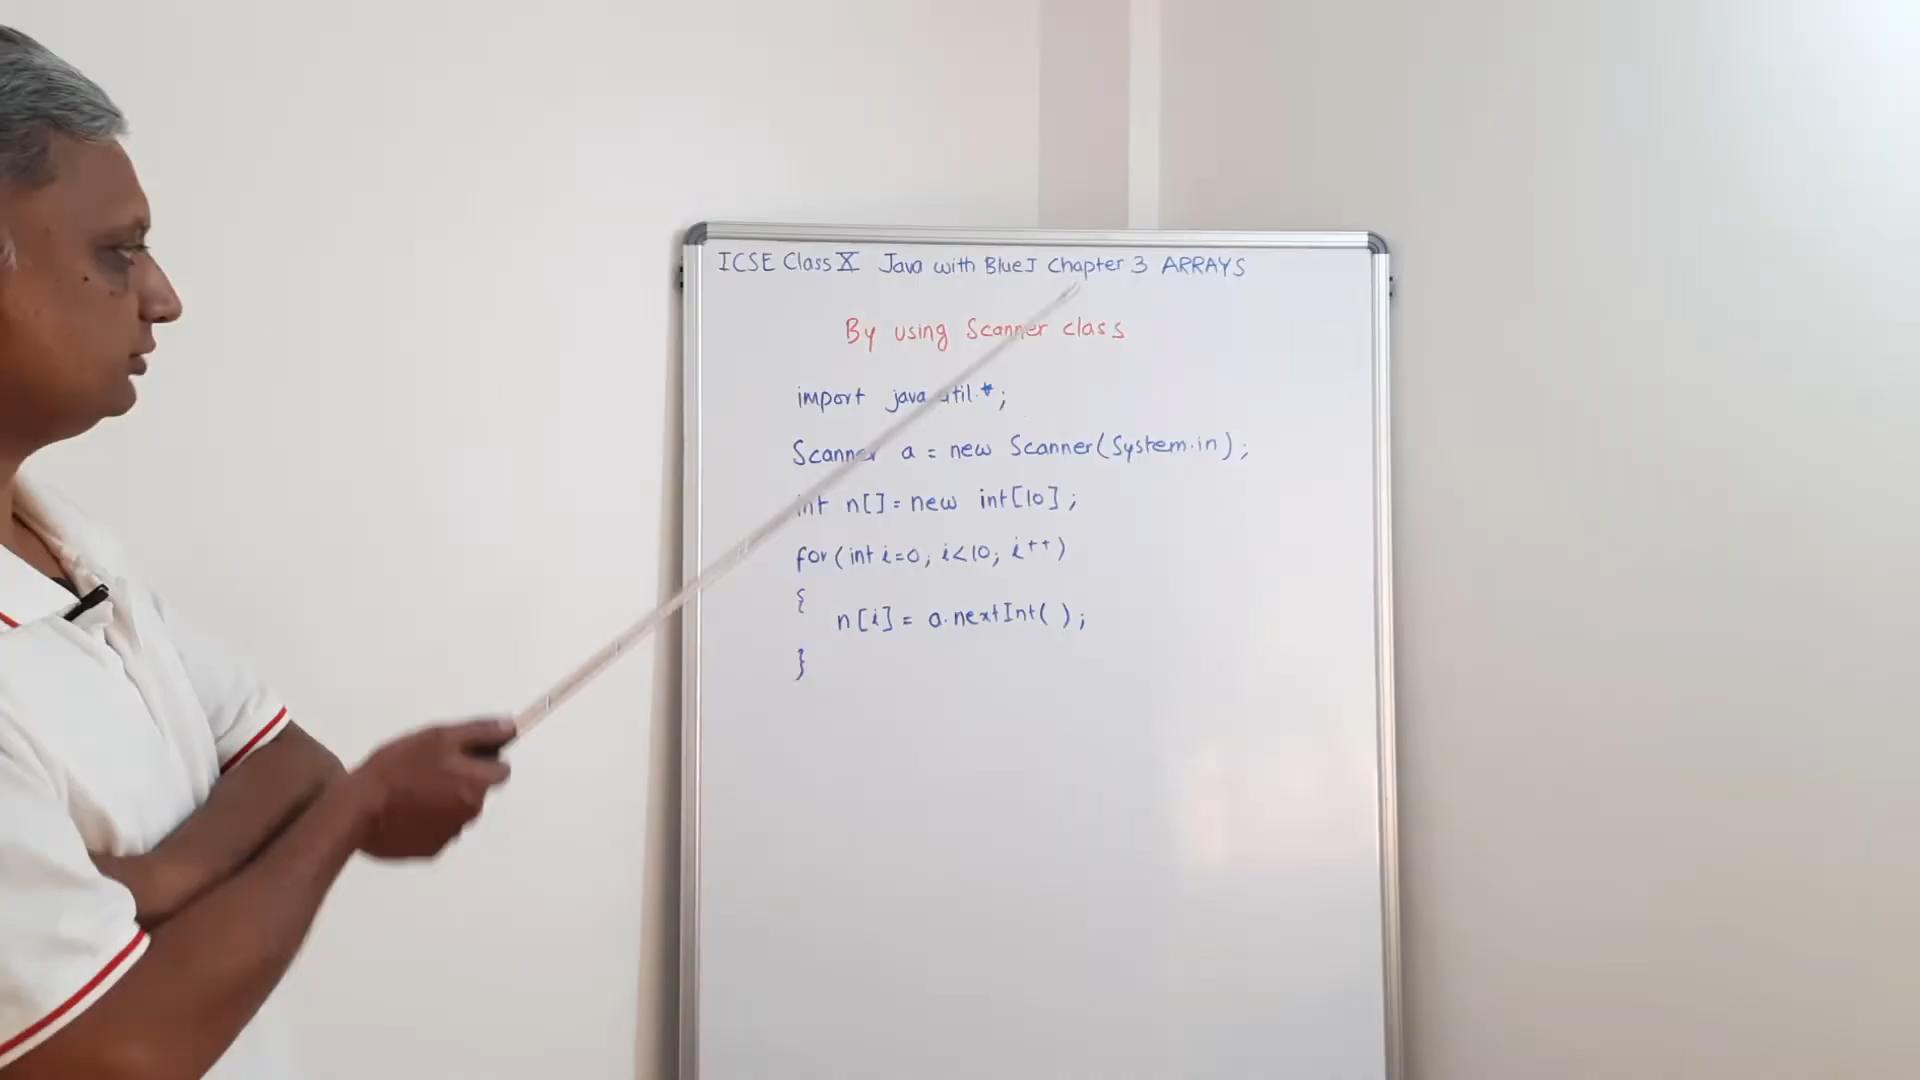 ICSE Class X Java with BlueJ Chapter 3 ARRAYS
By using Scanner class
import java util.*;
Scanner a = new Scanner(System.in);
int n[]=new int[10];
for(int i=0; i<10; i++)
{
n[i] = a.nextInt( );
}